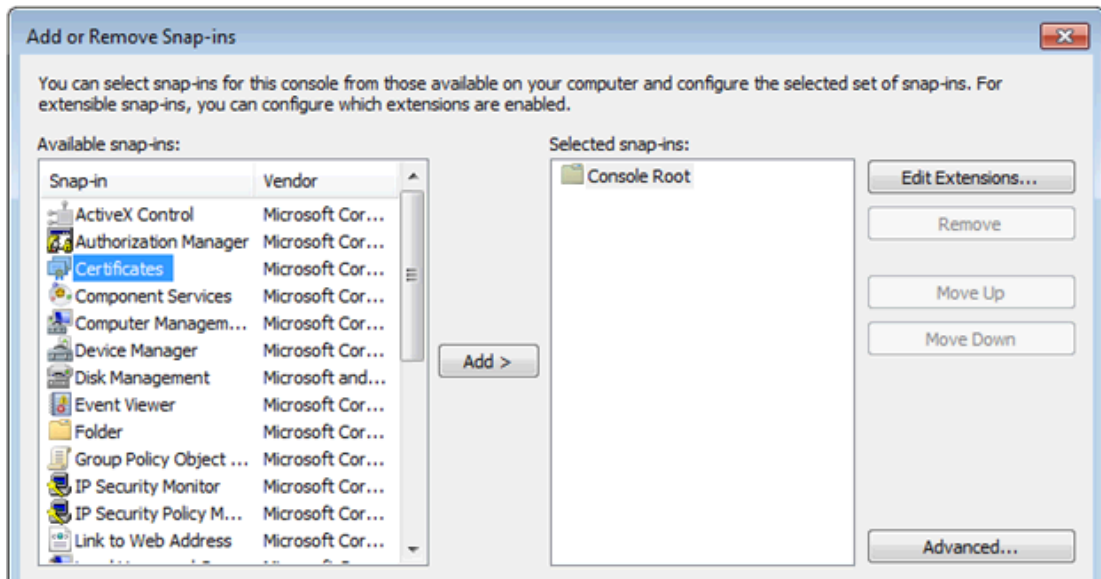 Add or Remove Snap-ins
You can select snap-ins for this console from those available on your computer and configure the selected set of snap-ins. For
extensible snap-ins, you can configure which extensions are enabled.
Available snap-ins:
Snap-in Vendor
ActiveX Control Microsoft Cor...
Authorization Manager Microsoft Cor...
Certificates Microsoft Cor...
Component Services Microsoft Cor...
Computer Managem... Microsoft Cor...
Device Manager Microsoft Cor...
Disk Management Microsoft and...
Event Viewer Microsoft Cor...
Folder Microsoft Cor...
Group Policy Object ... Microsoft Cor...
IP Security Monitor Microsoft Cor...
IP Security Policy M... Microsoft Cor...
Link to Web Address Microsoft Cor...
Add >
Selected snap-ins:
Console Root
Edit Extensions...
Remove
Move Up
Move Down
Advanced...